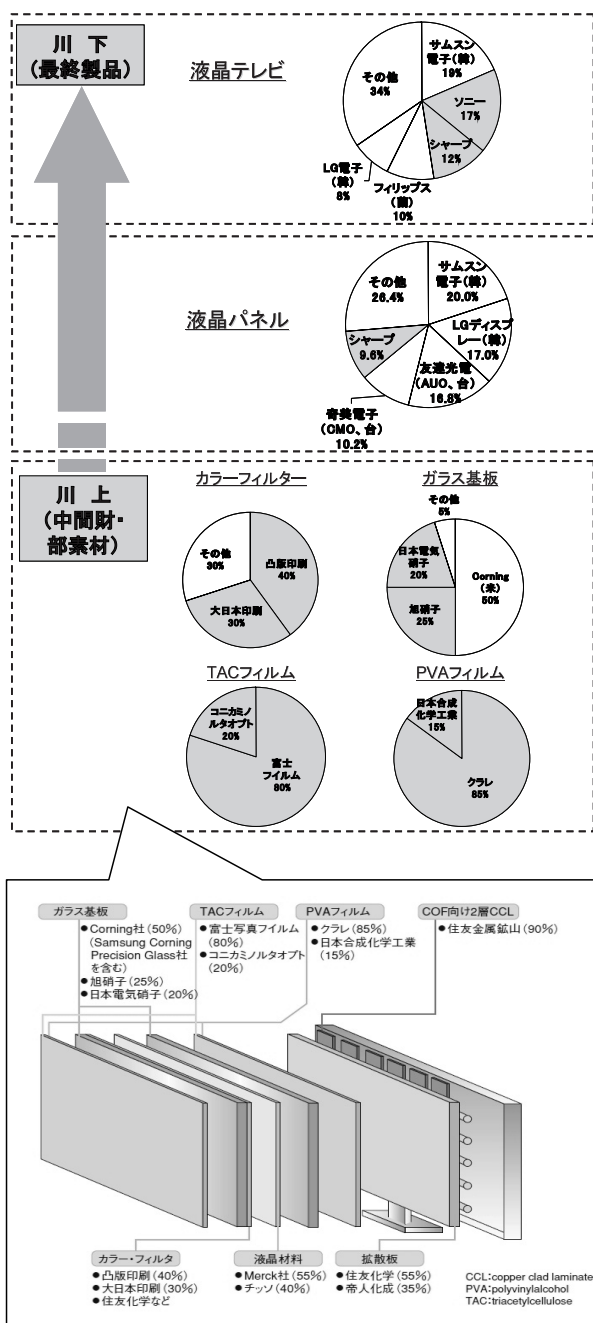 川 下
(最終製品)
液晶テレビ
サムスン
電子(韓)
19%
ソニー
17%
シャープ
12%
フィリップス
(蘭)
10%
LG電子
(韓)
8%
その他
34%
液晶パネル
サムスン
電子(韓)
20.0%
LGディスプ
レー(韓)
17.0%
友達光電
(AUO、台)
16.8%
奇美電子
(CMO、台)
10.2%
シャープ
9.6%
その他
26.4%
川 上
(中間財・
部素材)
カラーフィルター
凸版印刷
40%
大日本印刷
30%
その他
30%
ガラス基板
その他
5%
Corning
(米)
50%
旭硝子
25%
日本電気
硝子
20%
TACフィルム
コニカミノ
ルタオプト
20%
富士
フイルム
80%
PVAフィルム
日本合成
化学工業
15%
クラレ
85%
ガラス基板
●Corning社(50%)
(Samsung Corning
Precision Glass社
を含む)
●旭硝子(25%)
●日本電気硝子(20%)
TACフィルム
●富士写真フイルム
(80%)
●コニカミノルタオプト
(20%)
PVAフィルム
●クラレ(85%)
●日本合成化学工業
(15%)
COF向け2層CCL
●住友金属鉱山(90%)
カラー・フィルタ
●凸版印刷(40%)
●大日本印刷(30%)
●住友化学など
液晶材料
●Merck社(55%)
●チッソ(40%)
拡散板
●住友化学(55%)
●帝人化成(35%)
CCL:copper clad laminate
PVA:polyvinylalcohol
TAC:triacetylcellulose